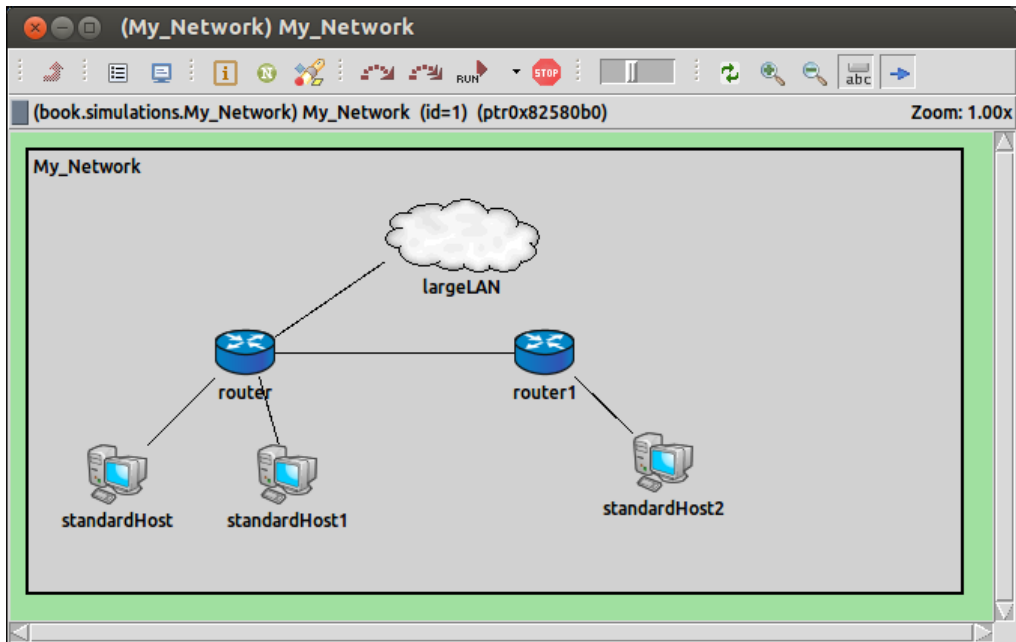 (My_Network) My_Network
i N RUN STOP abc
(book.simulations.My_Network) My_Network (id=1) (ptr0x82580b0) Zoom: 1.00x
My_Network
largeLAN
router router1
standardHost2
standardHost standardHost1